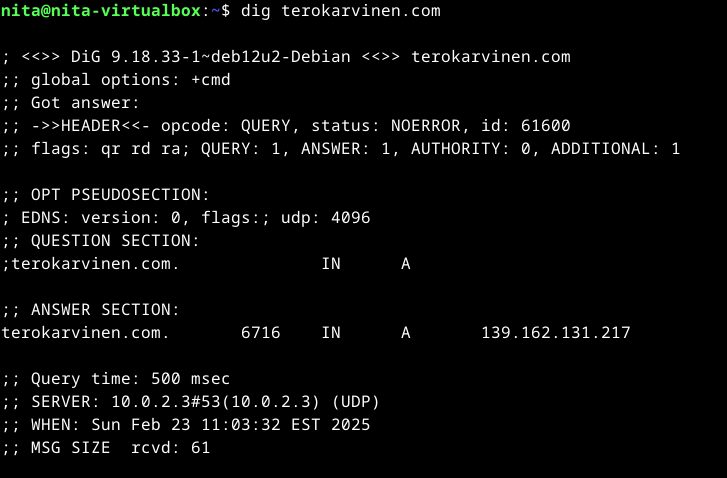 nita@nita-virtualbox:~$ dig terokarvinen.com
; <<>> DiG 9.18.33-1~deb12u2-Debian <<>> terokarvinen.com
;; global options: +cmd
;; Got answer:
;; ->>HEADER<<- opcode: QUERY, status: NOERROR, id: 61600
;; flags: qr rd ra; QUERY: 1, ANSWER: 1, AUTHORITY: 0, ADDITIONAL: 1
;; OPT PSEUDOSECTION:
; EDNS: version: 0, flags:; udp: 4096
;; QUESTION SECTION:
;terokarvinen.com.		IN	A
;; ANSWER SECTION:
terokarvinen.com.	6716	IN	A	139.162.131.217
;; Query time: 500 msec
;; SERVER: 10.0.2.3#53(10.0.2.3) (UDP)
;; WHEN: Sun Feb 23 11:03:32 EST 2025
;; MSG SIZE  rcvd: 61